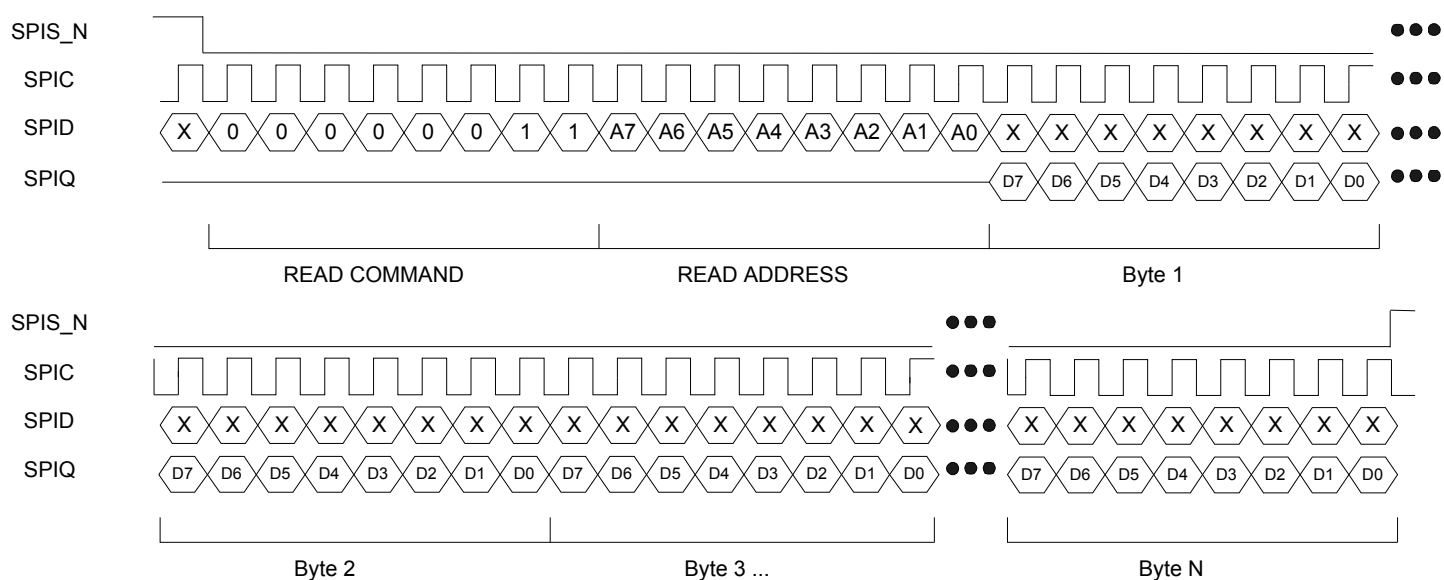 SPIS_N
SPIC
SPID X 0 0 0 0 0 0 1 1 A7 A6 A5 A4 A3 A2 A1 A0 X X X X X X X X
SPIQ D7 D6 D5 D4 D3 D2 D1 D0
READ COMMAND READ ADDRESS Byte 1
SPIS_N
SPIC
SPID X X X X X X X X X X X X X X X X X X X X X X X X
SPIQ D7 D6 D5 D4 D3 D2 D1 D0 D7 D6 D5 D4 D3 D2 D1 D0 D7 D6 D5 D4 D3 D2 D1 D0
Byte 2 Byte 3 ... Byte N